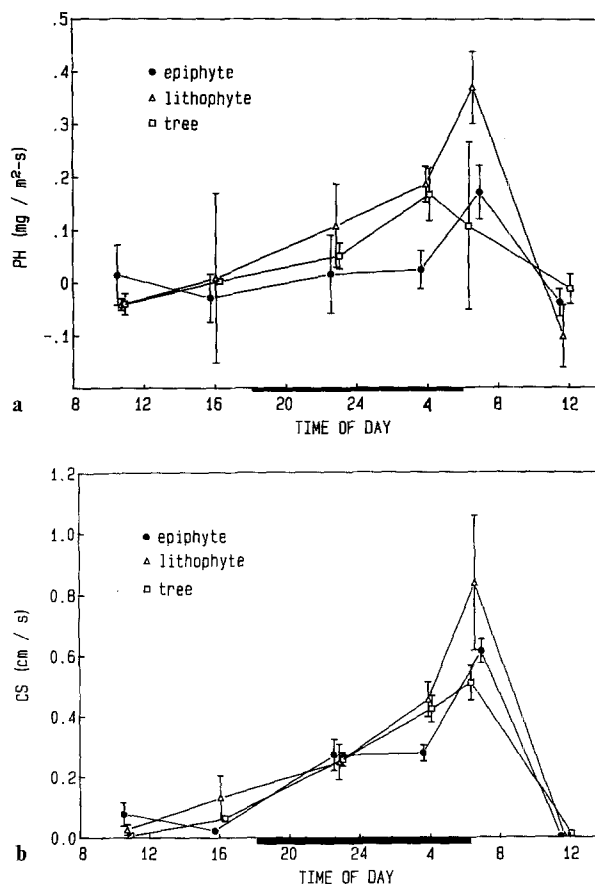 .5
.4
.3
.2
.1
0
-.1
PH (mg / m²-s)
epiphyte
lithophyte
tree
8 12 16 20 24 4 8 12
TIME OF DAY
a
1.2
1.0
0.8
0.6
0.4
0.2
0.0
CS (cm / s)
epiphyte
lithophyte
tree
8 12 16 20 24 4 8 12
TIME OF DAY
b